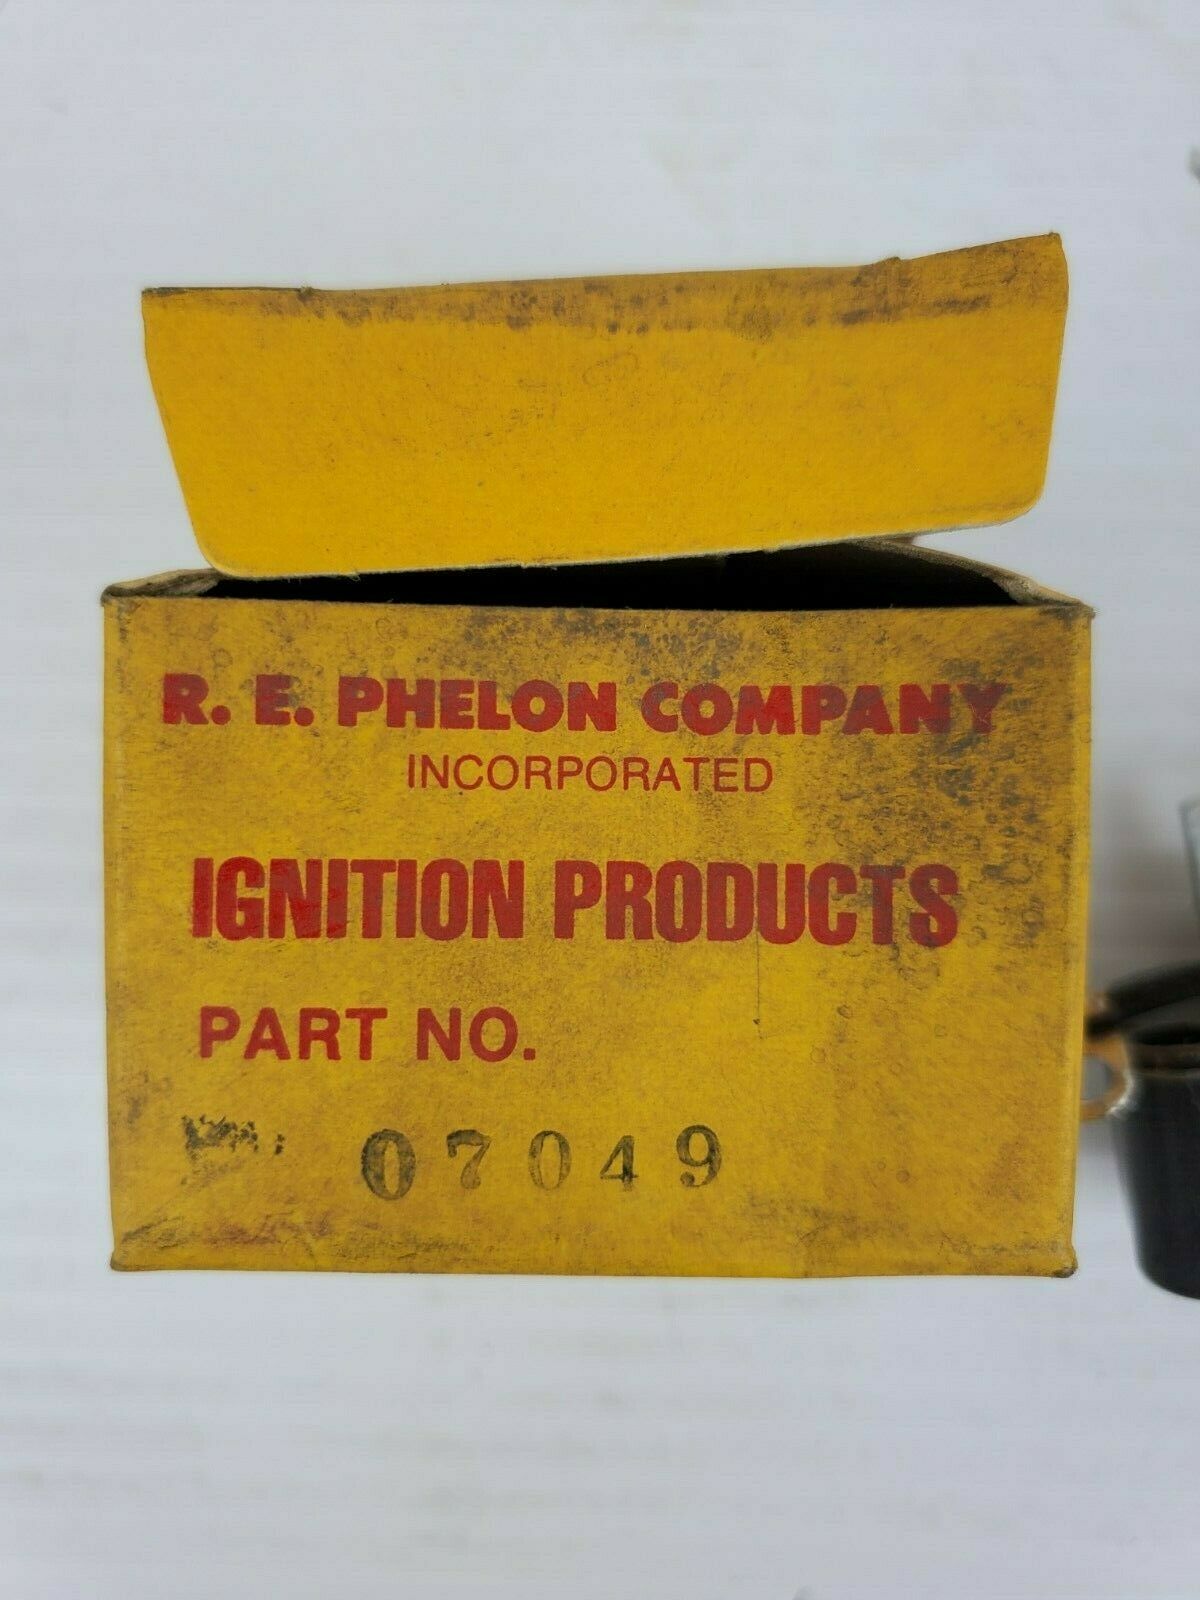 R. E. PHELON COMPANY
INCORPORATED
IGNITION PRODUCTS
PART NO.
07049